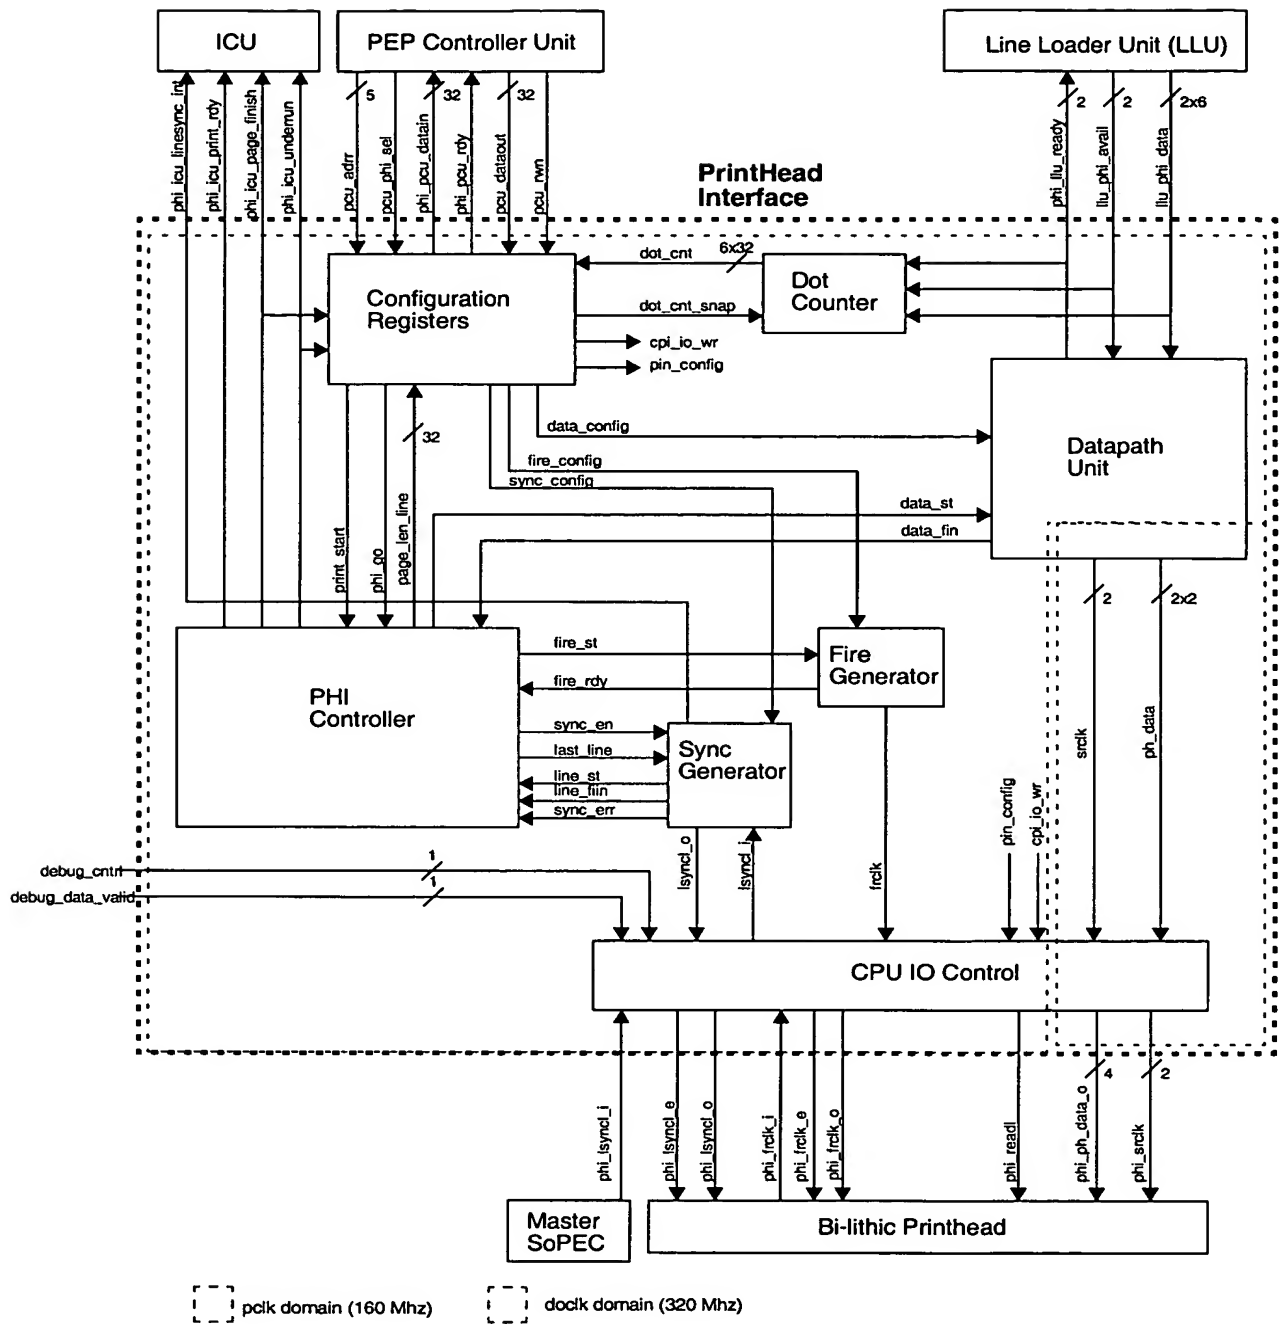 ICU
PEP Controller Unit
Line Loader Unit (LLU)
phi_icu_linesync_int
phi_icu_print_rdy
phi_icu_page_finish
phi_icu_underrun
5
32
32
pcu_adrr
pcu_phi_sel
phi_pcu_datain
phi_pcu_rdy
pcu_dataout
pcu_rwn
2
2
2x6
phi_llu_ready
llu_phi_avail
llu_phi_data
PrintHead
Interface
Configuration
Registers
dot_cnt
6x32
dot_cnt_snap
Dot
Counter
cpi_io_wr
pin_config
32
data_config
fire_config
sync_config
Datapath
Unit
data_st
data_fin
print_start
phi_go
page_len_line
2
2x2
srclk
ph_data
PHI
Controller
fire_st
fire_rdy
Fire
Generator
sync_en
last_line
line_st
line_fiin
sync_err
Sync
Generator
pin_config
cpi_io_wr
lsyncl_o
lsyncl_i
frclk
debug_cntrl
1
debug_data_valid
1
CPU IO Control
4
2
phi_lsyncl_i
phi_lsyncl_e
phi_lsyncl_o
phi_frclk_i
phi_frclk_e
phi_frclk_o
phi_readl
phi_ph_data_o
phi_srclk
Master
SoPEC
Bi-lithic Printhead
pclk domain (160 Mhz)
doclk domain (320 Mhz)